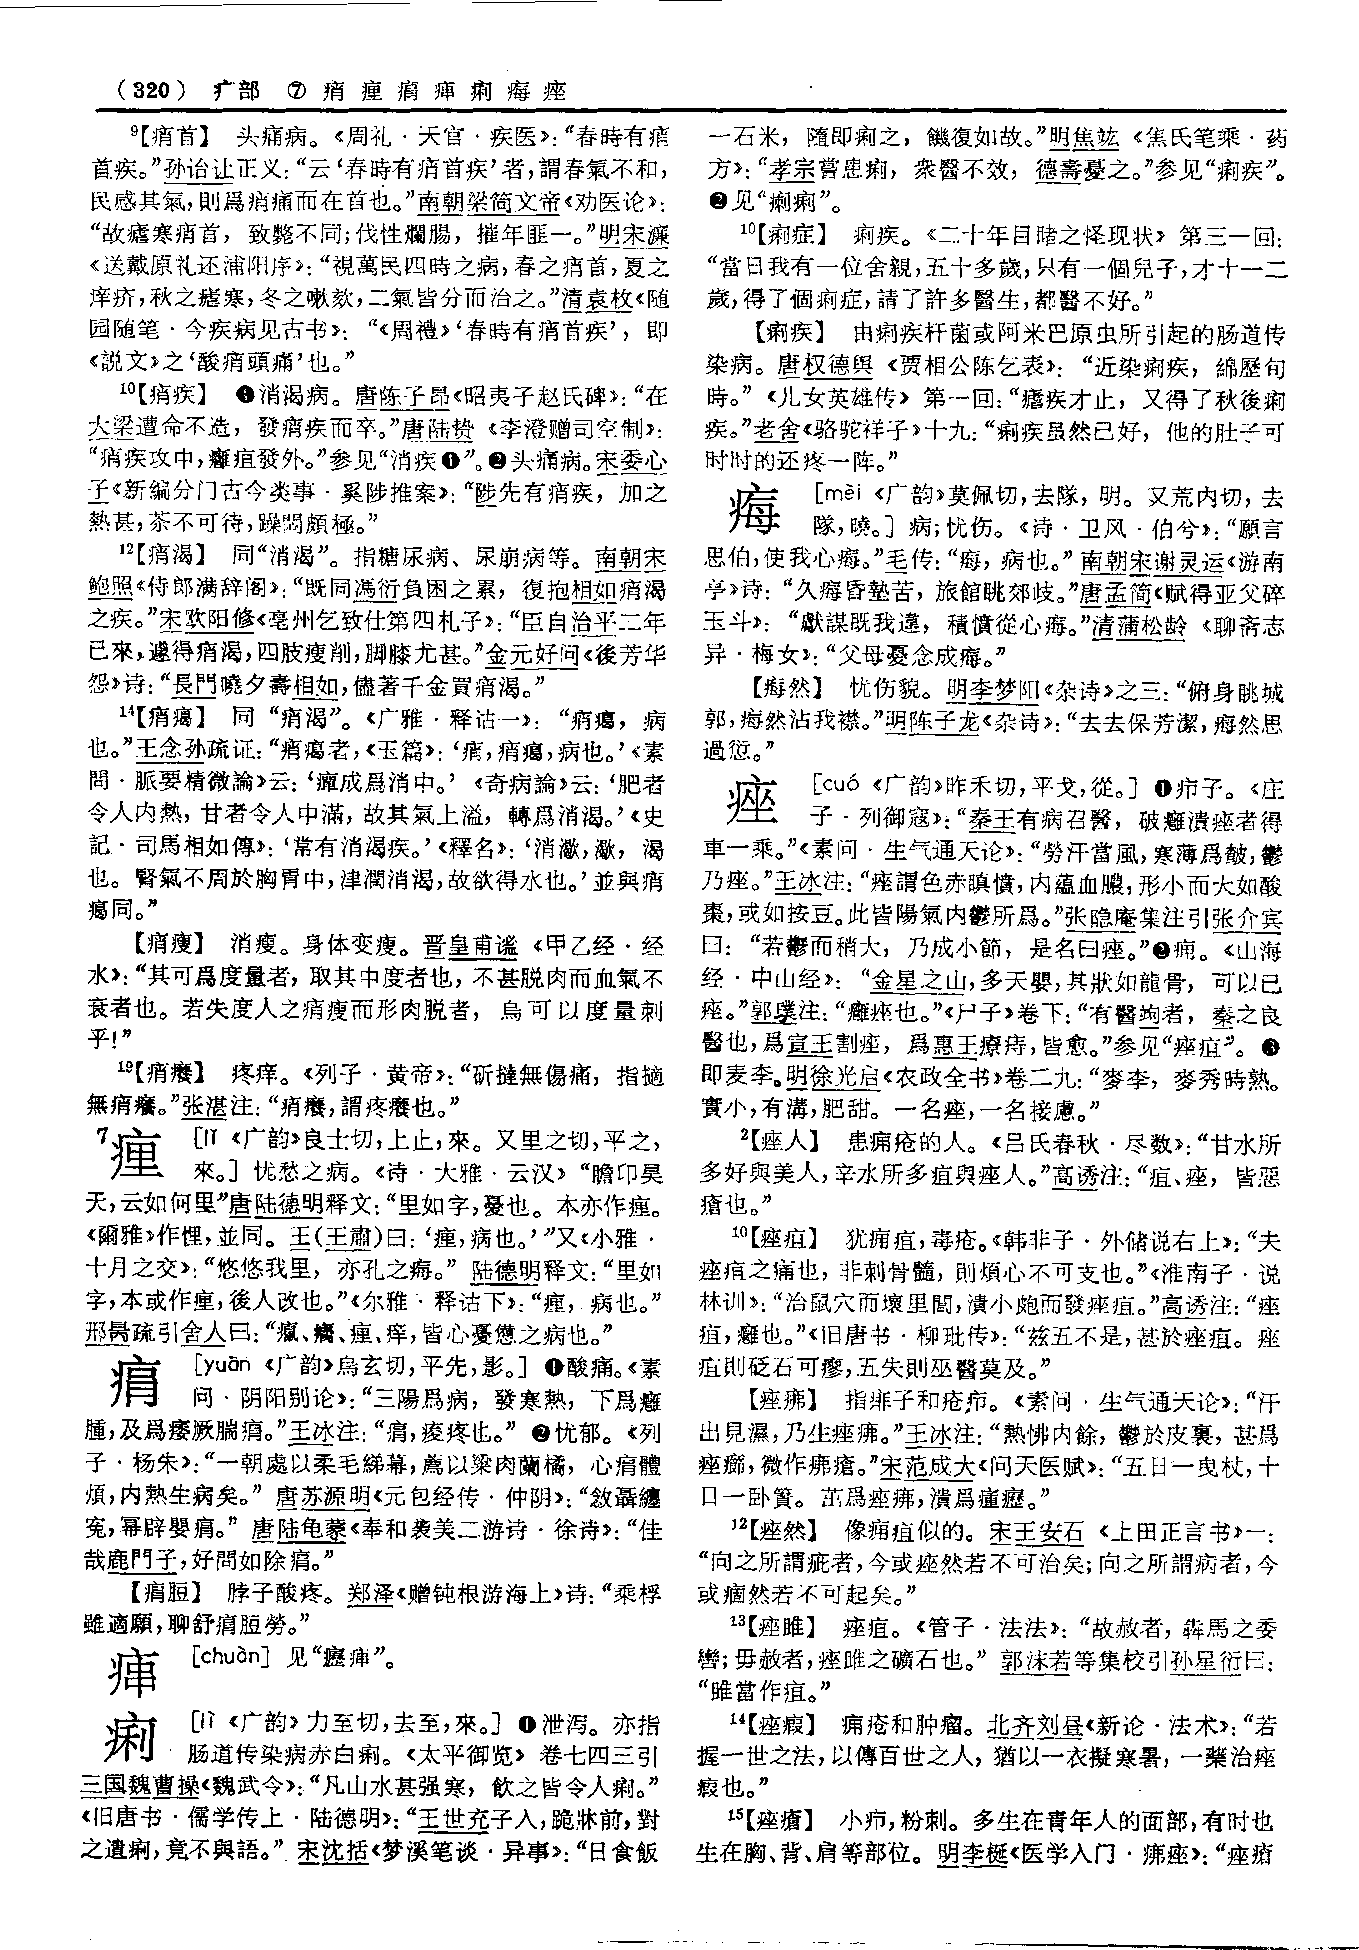 （320） 疒部 ⑦ 痟㾖痟𤶊痢痗痤
⁹【痟首】 头痛病。《周礼·天官·疾医》：“春時有痟
首疾。”孙诒让正义：“云‘春時有痟首疾’者，謂春氣不和，
民感其氣，則爲痟痛而在首也。”南朝梁简文帝《劝医论》：
“故瘧寒痟首，致斃不同；伐性爛腸，摧年匪一。”明宋濂
《送戴原礼还浦阳序》：“視萬民四時之病，春之痟首，夏之
痒疥，秋之瘧寒，冬之嗽欬，二氣皆分而治之。”清袁枚《随
园随笔·今疾病见古书》：“《周禮》‘春時有痟首疾’，即
《説文》之‘酸痟頭痛’也。”
¹⁰【痟疾】 ❶消渴病。唐陈子昂《昭夷子赵氏碑》：“在
大梁遭命不造，發痟疾而卒。”唐陆贽《李澄赠司空制》：
“痟疾攻中，癰疽發外。”参见“消疾❶”。❷头痛病。宋委心
子《新编分门古今类事·奚陟推案》：“陟先有痟疾，加之
熱甚，茶不可待，躁悶頗極。”
¹²【痟渴】 同“消渴”。指糖尿病、尿崩病等。南朝宋
鲍照《侍郎满辞阁》：“既同馮衍負困之累，復抱相如痟渴
之疾。”宋欧阳修《亳州乞致仕第四札子》：“臣自治平二年
已來，遽得痟渴，四肢瘦削，脚膝尤甚。”金元好问《後芳华
怨》诗：“長門曉夕壽相如，儘著千金買痟渴。”
¹⁴【痟㿇】 同“痟渴”。《广雅·释诂一》：“痟㿇，病
也。”王念孙疏证：“痟㿇者，《玉篇》：‘痟，痟㿇，病也。’《素
問·脈要精微論》云：‘癉成爲消中。’《奇病論》云：‘肥者
令人内熱，甘者令人中滿，故其氣上溢，轉爲消渴。’《史
記·司馬相如傳》：‘常有消渴疾。’《釋名》：‘消㵣，㵣，渴
也。腎氣不周於胸胃中，津潤消渴，故欲得水也。’並與痟
㿇同。”
【痟瘦】 消瘦。身体变瘦。晋皇甫谧《甲乙经·经
水》：“其可爲度量者，取其中度者也，不甚脱肉而血氣不
衰者也。若失度人之痟瘦而形肉脱者，烏可以度量刺
乎！”
¹⁹【痟癢】 疼痒。《列子·黄帝》：“斫撻無傷痛，指擿
無痟癢。”张湛注：“痟癢，謂疼癢也。”
⁷㾖 [lǐ 《广韵》良士切，上止，來。又里之切，平之，
來。] 忧愁之病。《诗·大雅·云汉》“瞻卬昊
天，云如何里”唐陆德明释文：“里如字，憂也。本亦作㾖。
《爾雅》作悝，並同。王（王肅）曰：‘㾖，病也。’”又《小雅·
十月之交》：“悠悠我里，亦孔之痗。”陆德明释文：“里如
字，本或作㾖，後人改也。”《尔雅·释诂下》：“㾖，病也。”
邢昺疏引舍人曰：“癙、癵、㾖、痒，皆心憂憊之病也。”
㾓 [yuān 《广韵》烏玄切，平先，影。] ❶酸痛。《素
问·阴阳别论》：“三陽爲病，發寒熱，下爲癰
腫，及爲痿厥腨㾓。”王冰注：“㾓，痠疼也。”❷忧郁。《列
子·杨朱》：“一朝處以柔毛綈幕，薦以粱肉蘭橘，心㾓體
煩，内熱生病矣。”唐苏源明《元包经传·仲阴》：“敜聶纏
寃，冪辟嬰㾓。”唐陆龟蒙《奉和袭美二游诗·徐诗》：“佳
哉鹿門子，好問如除㾓。”
【㾓脰】 脖子酸疼。郑泽《赠钝根游海上》诗：“乘桴
雖適願，聊舒㾓脰勞。”
𤶊 [chuàn] 见“癧𤶊”。
痢 [lì 《广韵》力至切，去至，來。] ❶泄泻。亦指
肠道传染病赤白痢。《太平御览》卷七四三引
三国魏曹操《魏武令》：“凡山水甚强寒，飲之皆令人痢。”
《旧唐书·儒学传上·陆德明》：“王世充子入，跪牀前，對
之遺痢，竟不與語。”宋沈括《梦溪笔谈·异事》：“日食飯
一石米，隨即痢之，饑復如故。”明焦竑《焦氏笔乘·药
方》：“孝宗嘗患痢，衆醫不效，德壽憂之。”参见“痢疾”。
❷见“瘌痢”。
¹⁰【痢症】 痢疾。《二十年目睹之怪现状》第三一回：
“當日我有一位舍親，五十多歲，只有一個兒子，才十一二
歲，得了個痢症，請了許多醫生，都醫不好。”
【痢疾】 由痢疾杆菌或阿米巴原虫所引起的肠道传
染病。唐权德舆《贾相公陈乞表》：“近染痢疾，綿歷旬
時。”《儿女英雄传》第一回：“瘧疾才止，又得了秋後痢
疾。”老舍《骆驼祥子》十九：“痢疾虽然已好，他的肚子可
时时的还疼一阵。”
痗 [mèi 《广韵》莫佩切，去隊，明。又荒内切，去
隊，曉。] 病；忧伤。《诗·卫风·伯兮》：“願言
思伯，使我心痗。”毛传：“痗，病也。”南朝宋谢灵运《游南
亭》诗：“久痗昏墊苦，旅館眺郊歧。”唐孟简《赋得亚父碎
玉斗》：“獻謀既我違，積憤從心痗。”清蒲松龄《聊斋志
异·梅女》：“父母憂念成痗。”
【痗然】 忧伤貌。明李梦阳《杂诗》之三：“俯身眺城
郭，痗然沾我襟。”明陈子龙《杂诗》：“去去保芳潔，痗然思
過愆。”
痤 [cuó 《广韵》昨禾切，平戈，從。] ❶疖子。《庄
子·列御寇》：“秦王有病召醫，破癰潰痤者得
車一乘。”《素问·生气通天论》：“勞汗當風，寒薄爲皶，鬱
乃痤。”王冰注：“痤謂色赤瞋憤，内蕴血膿，形小而大如酸
棗，或如按豆。此皆陽氣内鬱所爲。”张隐庵集注引张介宾
曰：“若鬱而稍大，乃成小節，是名曰痤。”❷痈。《山海
经·中山经》：“金星之山，多天嬰，其狀如龍骨，可以已
痤。”郭璞注：“癰痤也。”《尸子》卷下：“有醫竘者，秦之良
醫也，爲宣王割痤，爲惠王療痔，皆愈。”参见“痤疽”。❸
即麦李。明徐光启《农政全书》卷二九：“麥李，麥秀時熟。
實小，有溝，肥甜。一名痤，一名接慮。”
²【痤人】 患痈疮的人。《吕氏春秋·尽数》：“甘水所
多好與美人，辛水所多疽與痤人。”高诱注：“疽、痤，皆惡
瘡也。”
¹⁰【痤疽】 犹痈疽，毒疮。《韩非子·外储说右上》：“夫
痤疽之痛也，非刺骨髓，則煩心不可支也。”《淮南子·说
林训》：“治鼠穴而壞里閭，潰小皰而發痤疽。”高诱注：“痤
疽，癰也。”《旧唐书·柳玭传》：“兹五不是，甚於痤疽。痤
疽則砭石可瘳，五失則巫醫莫及。”
【痤疿】 指痱子和疮疖。《素问·生气通天论》：“汗
出見濕，乃生痤疿。”王冰注：“熱怫内餘，鬱於皮裏，甚爲
痤癤，微作疿瘡。”宋范成大《问天医赋》：“五日一曳杖，十
日一卧簀。茁爲痤疿，潰爲瘇癧。”
¹²【痤然】 像痈疽似的。宋王安石《上田正言书》一：
“向之所謂疵者，今或痤然若不可治矣；向之所謂病者，今
或痼然若不可起矣。”
¹³【痤雎】 痤疽。《管子·法法》：“故赦者，犇馬之委
轡；毋赦者，痤雎之礦石也。”郭沫若等集校引孙星衍曰：
“雎當作疽。”
¹⁴【痤瘕】 痈疮和肿瘤。北齐刘昼《新论·法术》：“若
握一世之法，以傳百世之人，猶以一衣擬寒暑，一藥治痤
瘕也。”
¹⁵【痤瘡】 小疖，粉刺。多生在青年人的面部，有时也
生在胸、背、肩等部位。明李梴《医学入门·疿痤》：“痤瘡